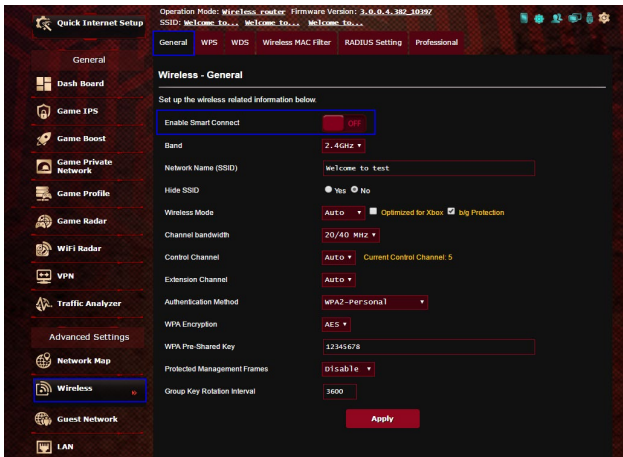 Quick Internet Setup
Operation Mode: Wireless router Firmware Version: 3.0.0.4.382_10397
SSID: Welcome to... Welcome to... Welcome to...
General WPS WDS Wireless MAC Filter RADIUS Setting Professional
General
Dash Board
Game IPS
Game Boost
Game Private
Network
Game Profile
Game Radar
WiFi Radar
VPN
Traffic Analyzer
Advanced Settings
Network Map
Wireless
Guest Network
LAN
Wireless - General
Set up the wireless related information below.
Enable Smart Connect OFF
Band 2.4GHz
Network Name (SSID) Welcome to test
Hide SSID Yes No
Wireless Mode Auto Optimized for Xbox b/g Protection
Channel bandwidth 20/40 MHz
Control Channel Auto Current Control Channel: 5
Extension Channel Auto
Authentication Method WPA2-Personal
WPA Encryption AES
WPA Pre-Shared Key 12345678
Protected Management Frames Disable
Group Key Rotation Interval 3600
Apply